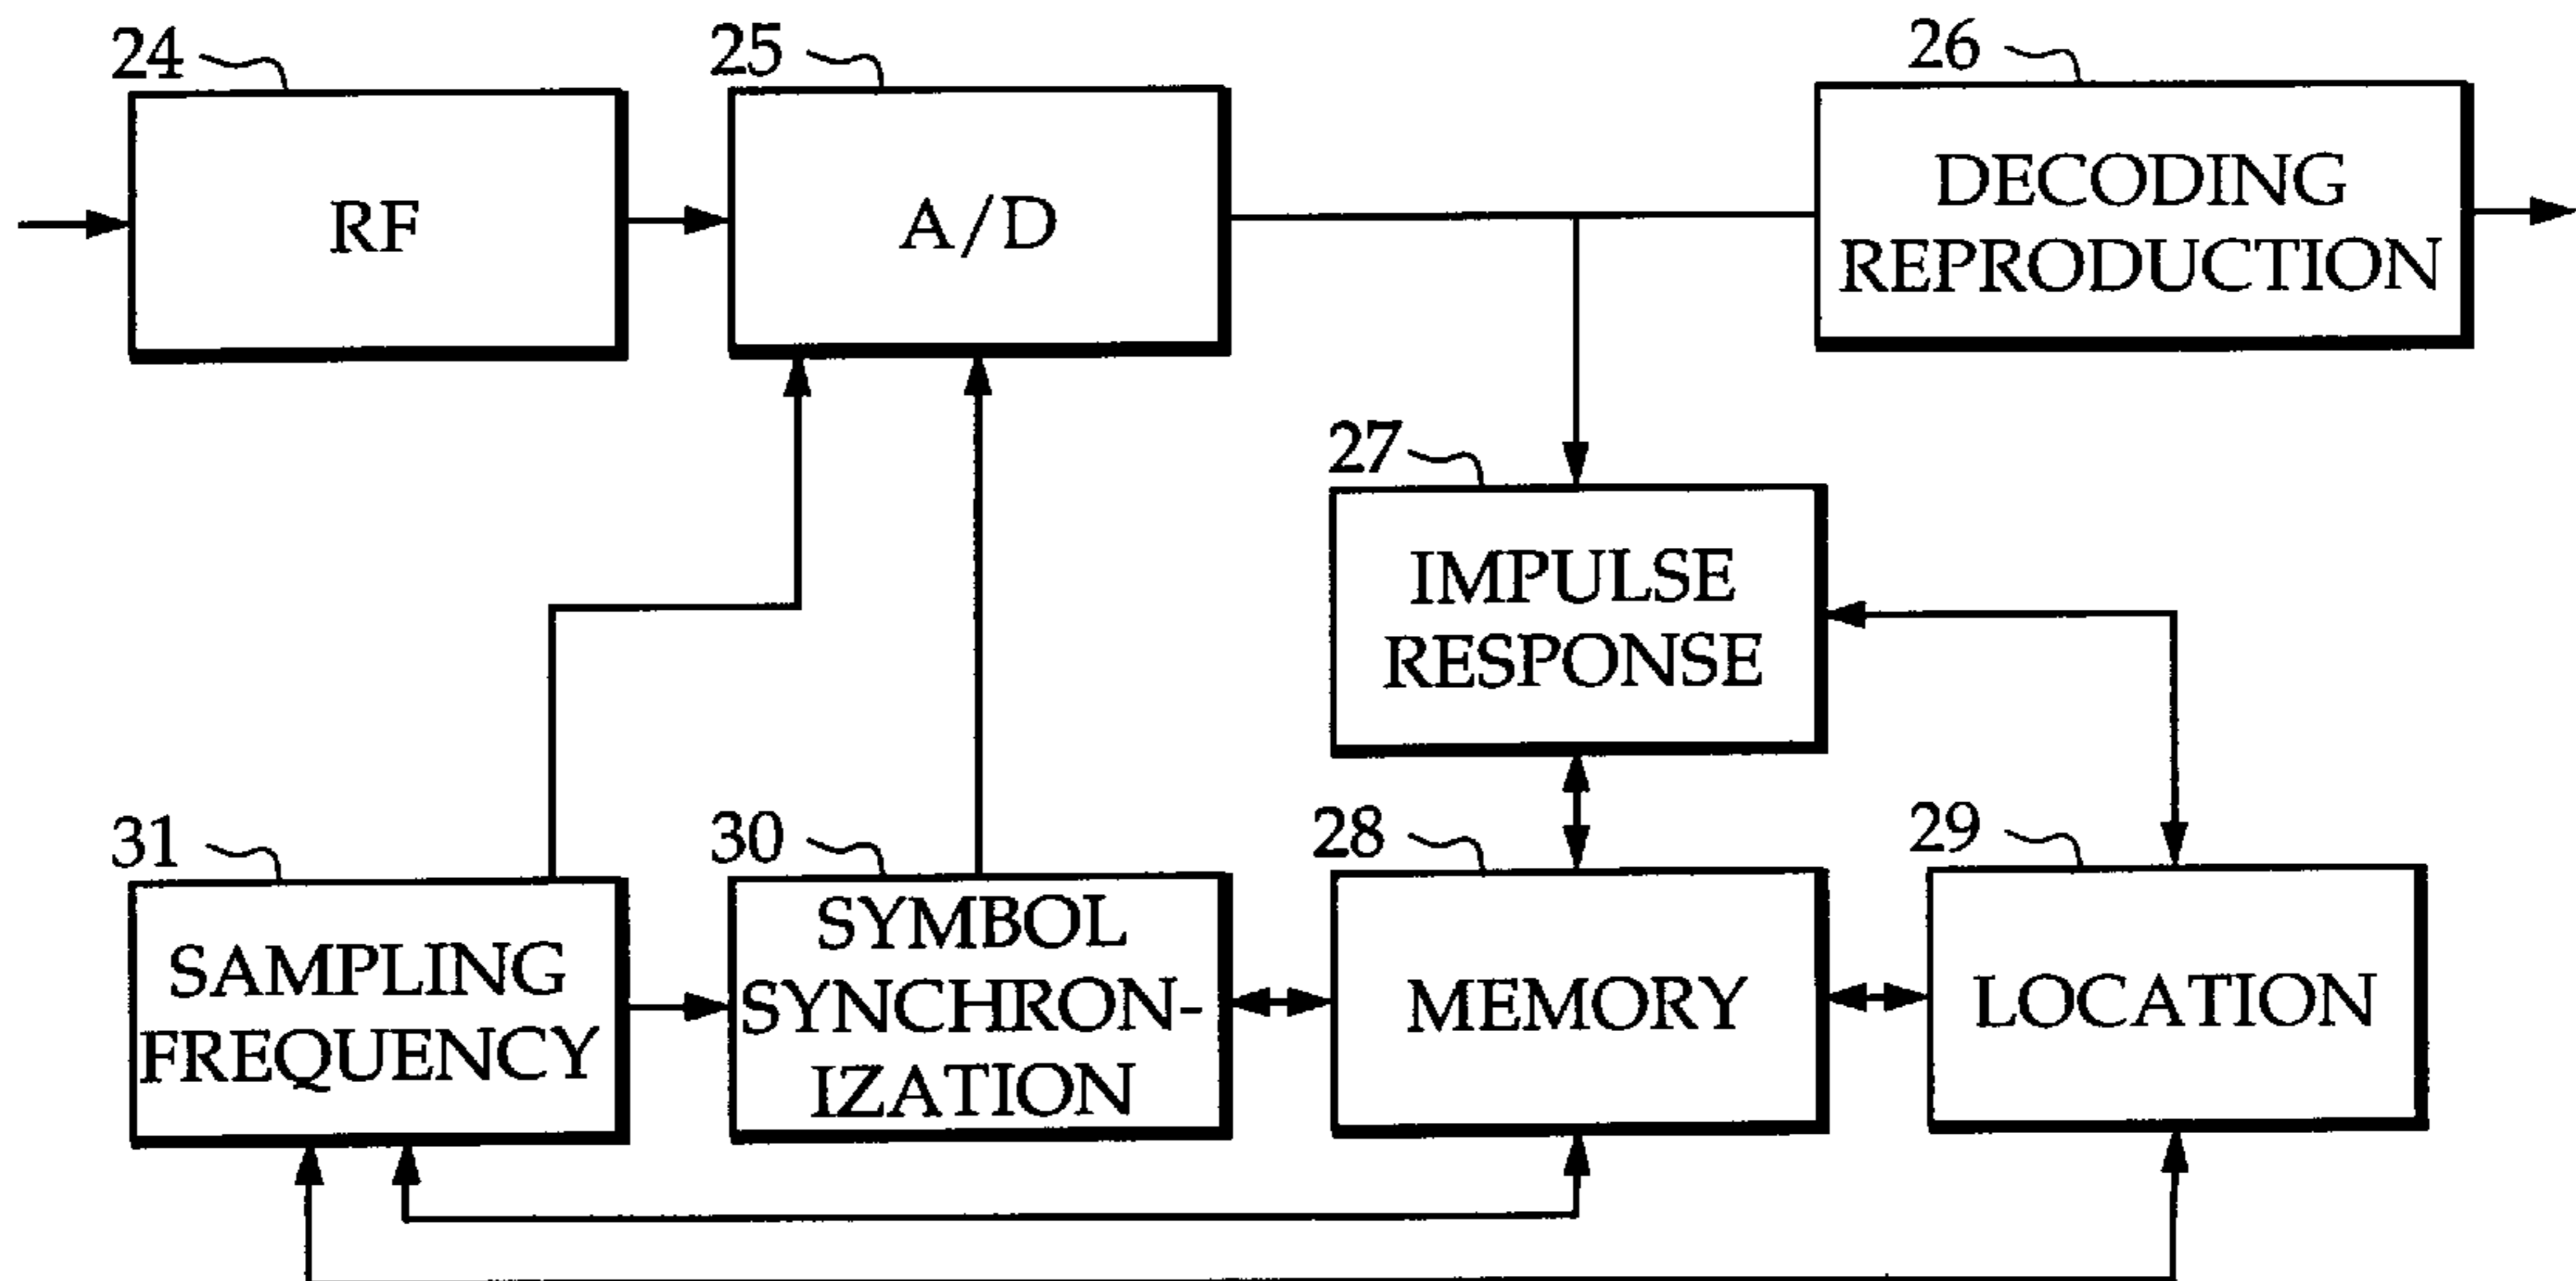 24
25
26
RF
A/D
DECODING
REPRODUCTION
27
IMPULSE
RESPONSE
31
30
28
29
SAMPLING
FREQUENCY
SYMBOL
SYNCHRON-
IZATION
MEMORY
LOCATION